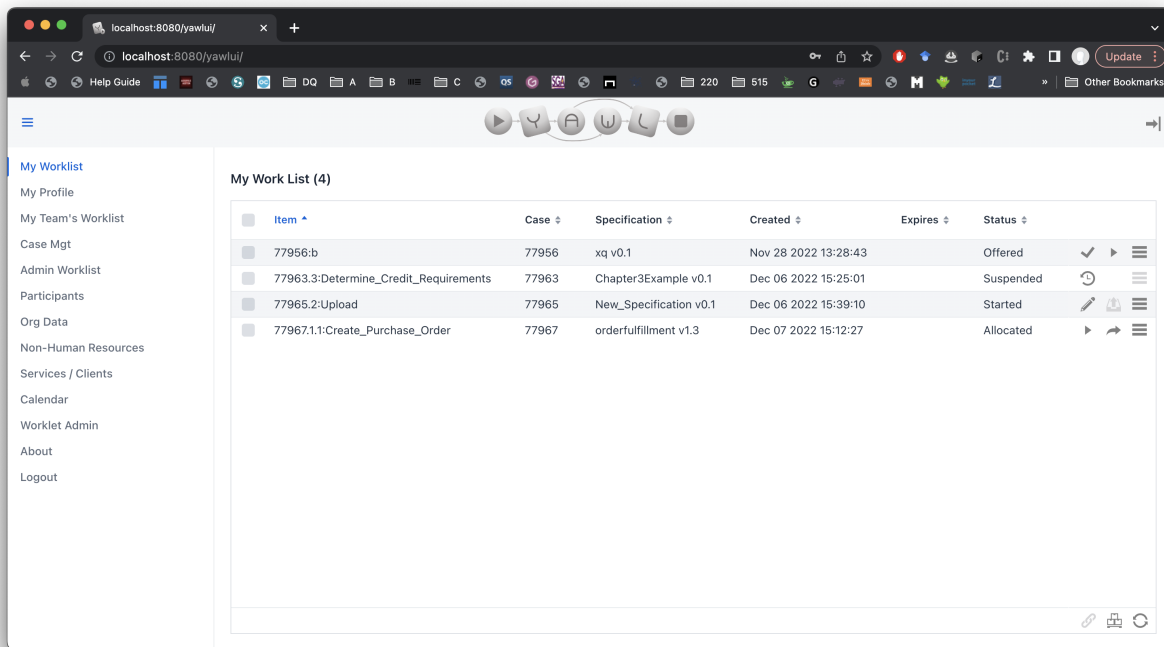 localhost:8080/yawlui/
localhost:8080/yawlui/
Update
Help Guide
DQ
A
B
C
QS
220
515
G
M
»
Other Bookmarks
Y A W L
My Worklist
My Profile
My Team's Worklist
Case Mgt
Admin Worklist
Participants
Org Data
Non-Human Resources
Services / Clients
Calendar
Worklet Admin
About
Logout
My Work List (4)
Item Case Specification Created Expires Status
77956:b 77956 xq v0.1 Nov 28 2022 13:28:43 Offered
77963.3:Determine_Credit_Requirements 77963 Chapter3Example v0.1 Dec 06 2022 15:25:01 Suspended
77965.2:Upload 77965 New_Specification v0.1 Dec 06 2022 15:39:10 Started
77967.1.1:Create_Purchase_Order 77967 orderfulfillment v1.3 Dec 07 2022 15:12:27 Allocated